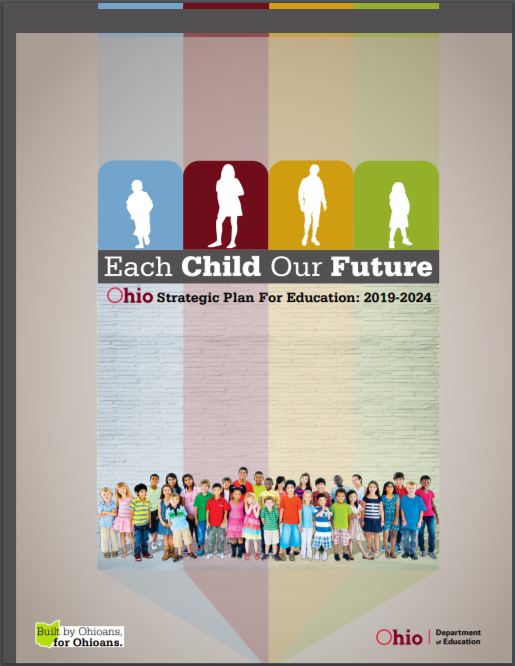 Each Child Our Future
Ohio Strategic Plan For Education: 2019-2024
Built by Ohioans,
for Ohioans.
Ohio | Department
of Education